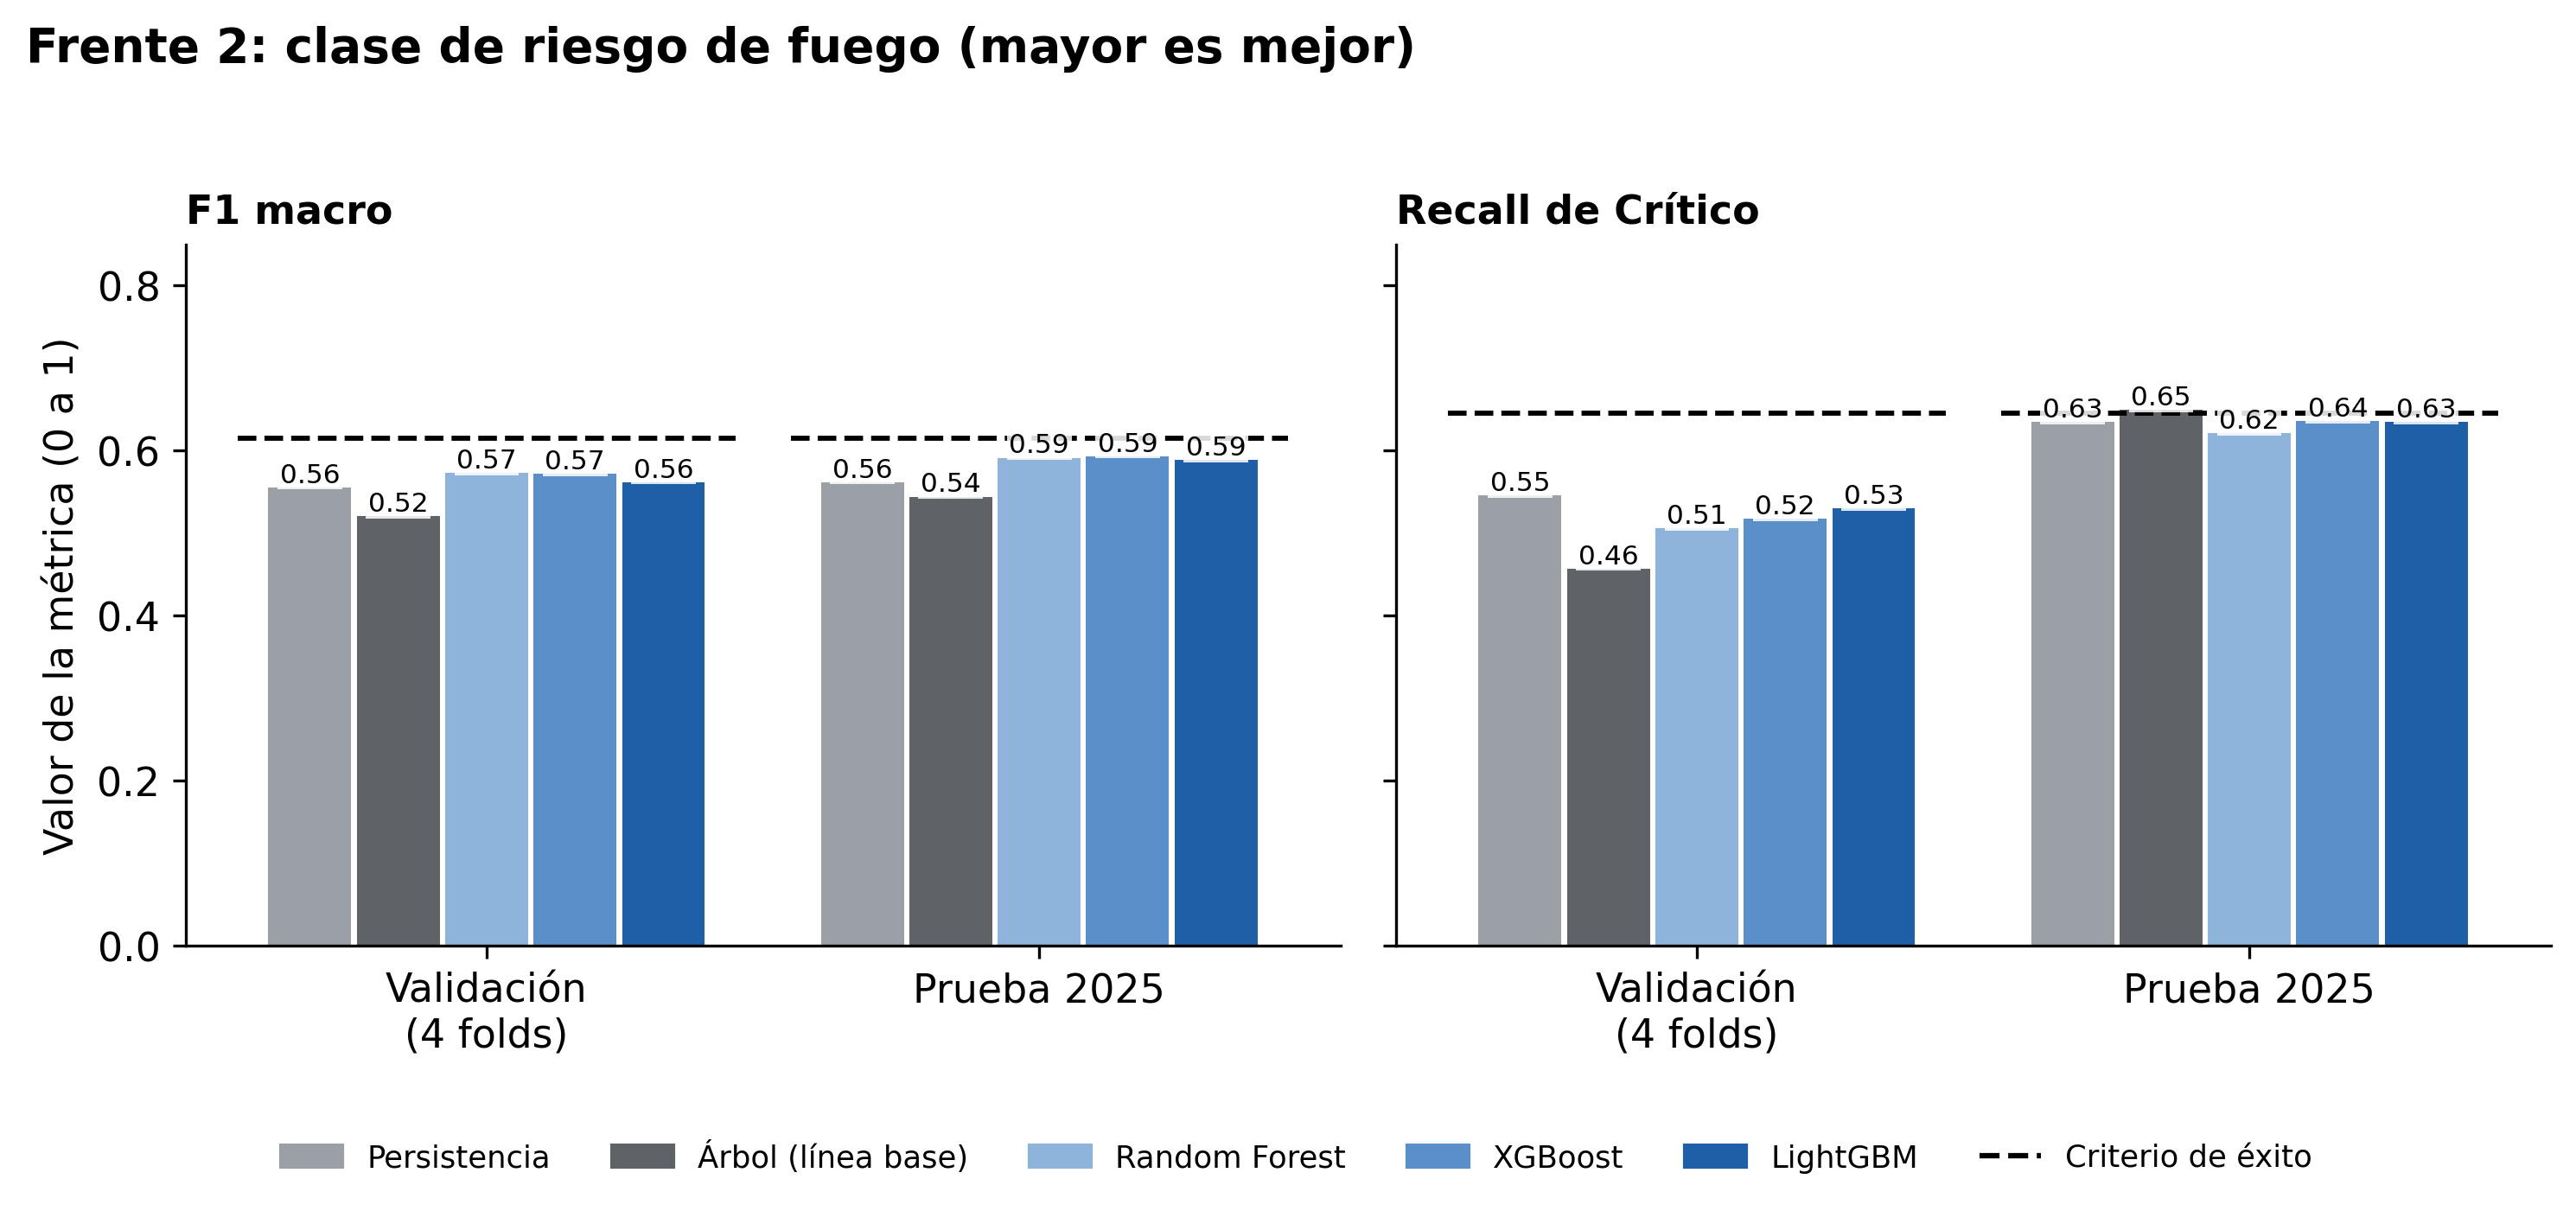 Frente 2: clase de riesgo de fuego (mayor es mejor)
F1 macro
Valor de la métrica (0 a 1)
0.8
0.6
0.4
0.2
0.0
0.56
0.52
0.57
0.57
0.56
0.56
0.54
0.59
0.59
0.59
Validación
(4 folds)
Prueba 2025
Recall de Crítico
0.55
0.46
0.51
0.52
0.53
0.63
0.65
0.62
0.64
0.63
Validación
(4 folds)
Prueba 2025
Persistencia
Árbol (línea base)
Random Forest
XGBoost
LightGBM
Criterio de éxito